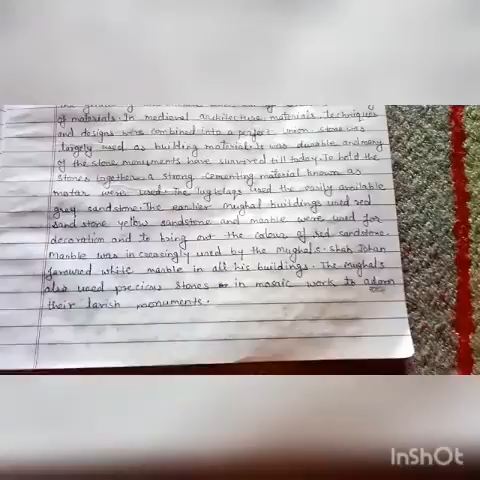 of materials. In medieval architecture materials, techniques
and designs were combined into a perfect union stone was
largely used as building materials. It was durable and many
of the stone monuments have survived till today. To hold the
stones together a strong cementing material known as
motar were used. The Tughlaqs used the easily available
grey sandstone. The earlier Mughal buildings used red
sand stone yellow sandstone and marble were used for
decoration and to bring out the colour of red sandstone.
Marble was increasingly used by the Mughals. Shah Jahan
favoured white marble in all his buildings. The Mughals
also used precious stones in mosaic work to adorn
their lavish monuments.
InShOt